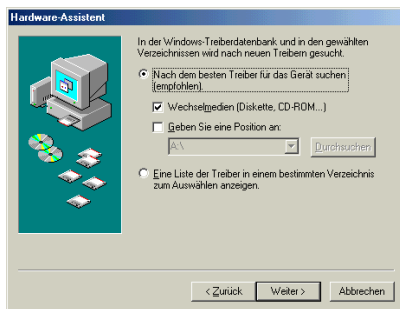 Hardware-Assistent
In der Windows-Treiberdatenbank und in den gewählten
Verzeichnissen wird nach neuen Treibern gesucht.
Nach dem besten Treiber für das Gerät suchen
(empfohlen).
Wechselmedien (Diskette, CD-ROM...)
Geben Sie eine Position an:
A:\
Durchsuchen
Eine Liste der Treiber in einem bestimmten Verzeichnis
zum Auswählen anzeigen.
< Zurück
Weiter >
Abbrechen